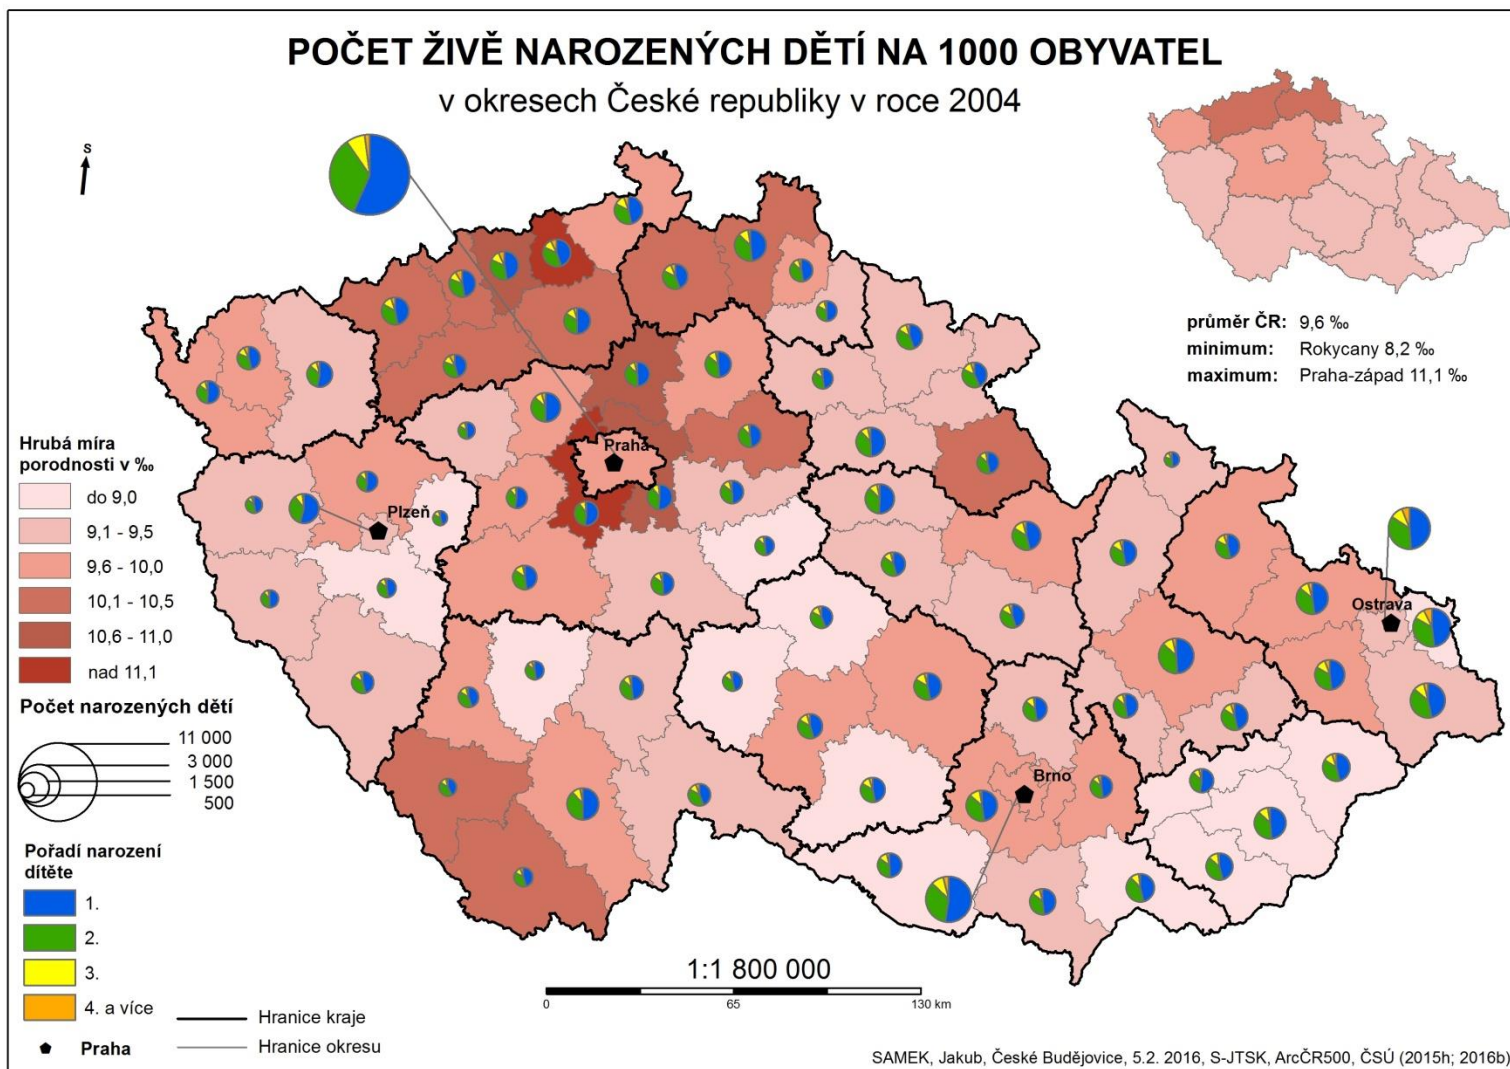 POČET ŽIVĚ NAROZENÝCH DĚTÍ NA 1000 OBYVATEL
v okresech České republiky v roce 2004
S
průměr ČR: 9,6 ‰
minimum: Rokycany 8,2 ‰
maximum: Praha-západ 11,1 ‰
Praha
Plzeň
Ostrava
Brno
Hrubá míra
porodnosti v ‰
do 9,0
9,1 - 9,5
9,6 - 10,0
10,1 - 10,5
10,6 - 11,0
nad 11,1
Počet narozených dětí
11 000
3 000
1 500
500
Pořadí narození
dítěte
1.
2.
3.
4. a více
Praha
Hranice kraje
Hranice okresu
1:1 800 000
0 65 130 km
SAMEK, Jakub, České Budějovice, 5.2. 2016, S-JTSK, ArcČR500, ČSÚ (2015h; 2016b)